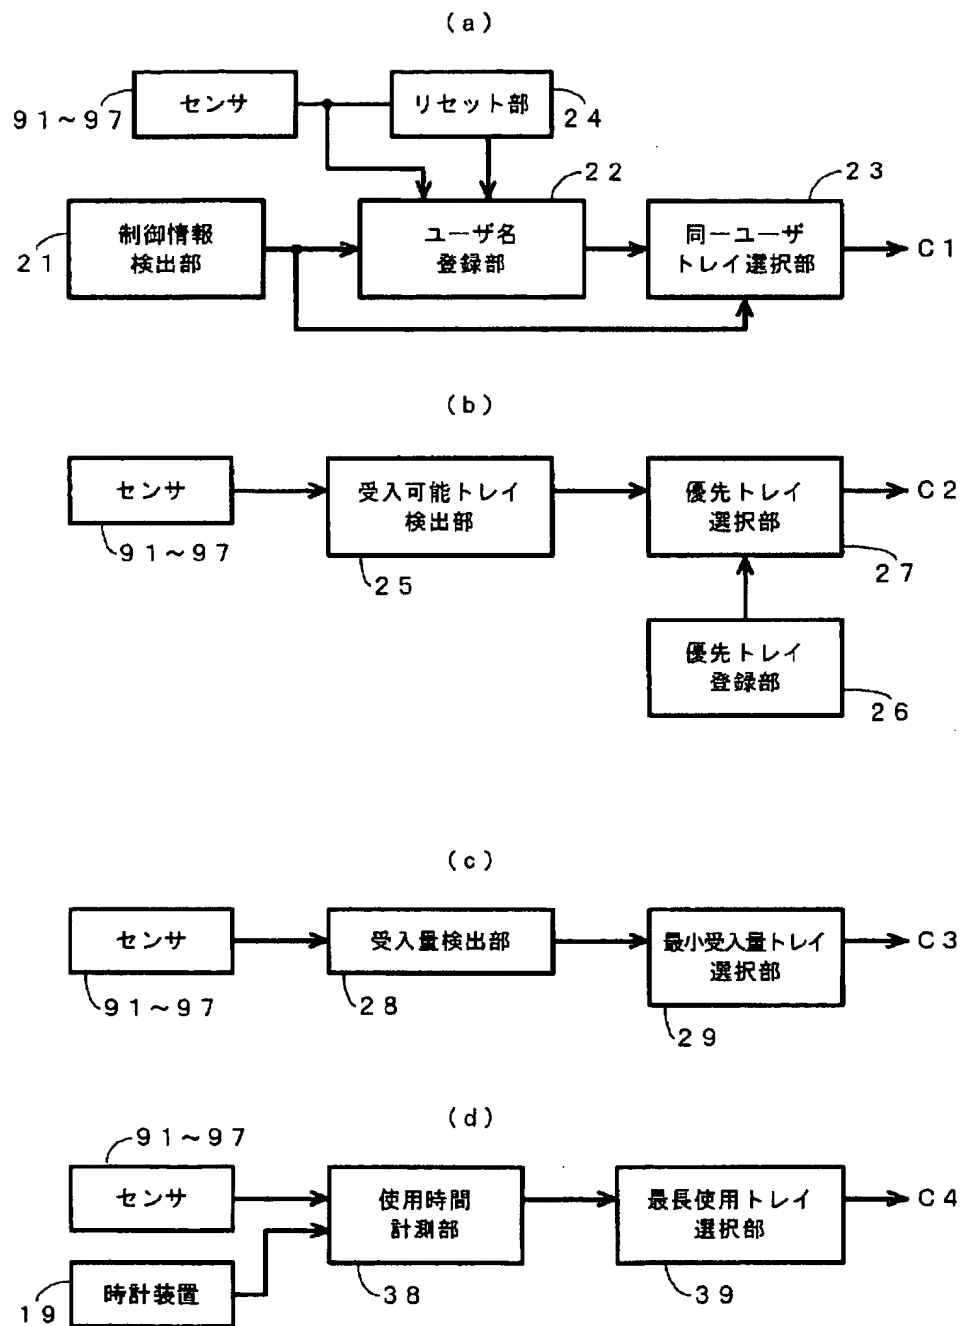 (a)
センサ
リセット部
91~97
24
22
23
制御情報
検出部
ユーザ名
登録部
同一ユーザ
トレイ選択部
C1
21
(b)
センサ
受入可能トレイ
検出部
優先トレイ
選択部
C2
91~97
25
27
優先トレイ
登録部
26
(c)
センサ
受入量検出部
最小受入量トレイ
選択部
C3
91~97
28
29
(d)
91~97
センサ
使用時間
計測部
最長使用トレイ
選択部
C4
時計装置
19
38
39